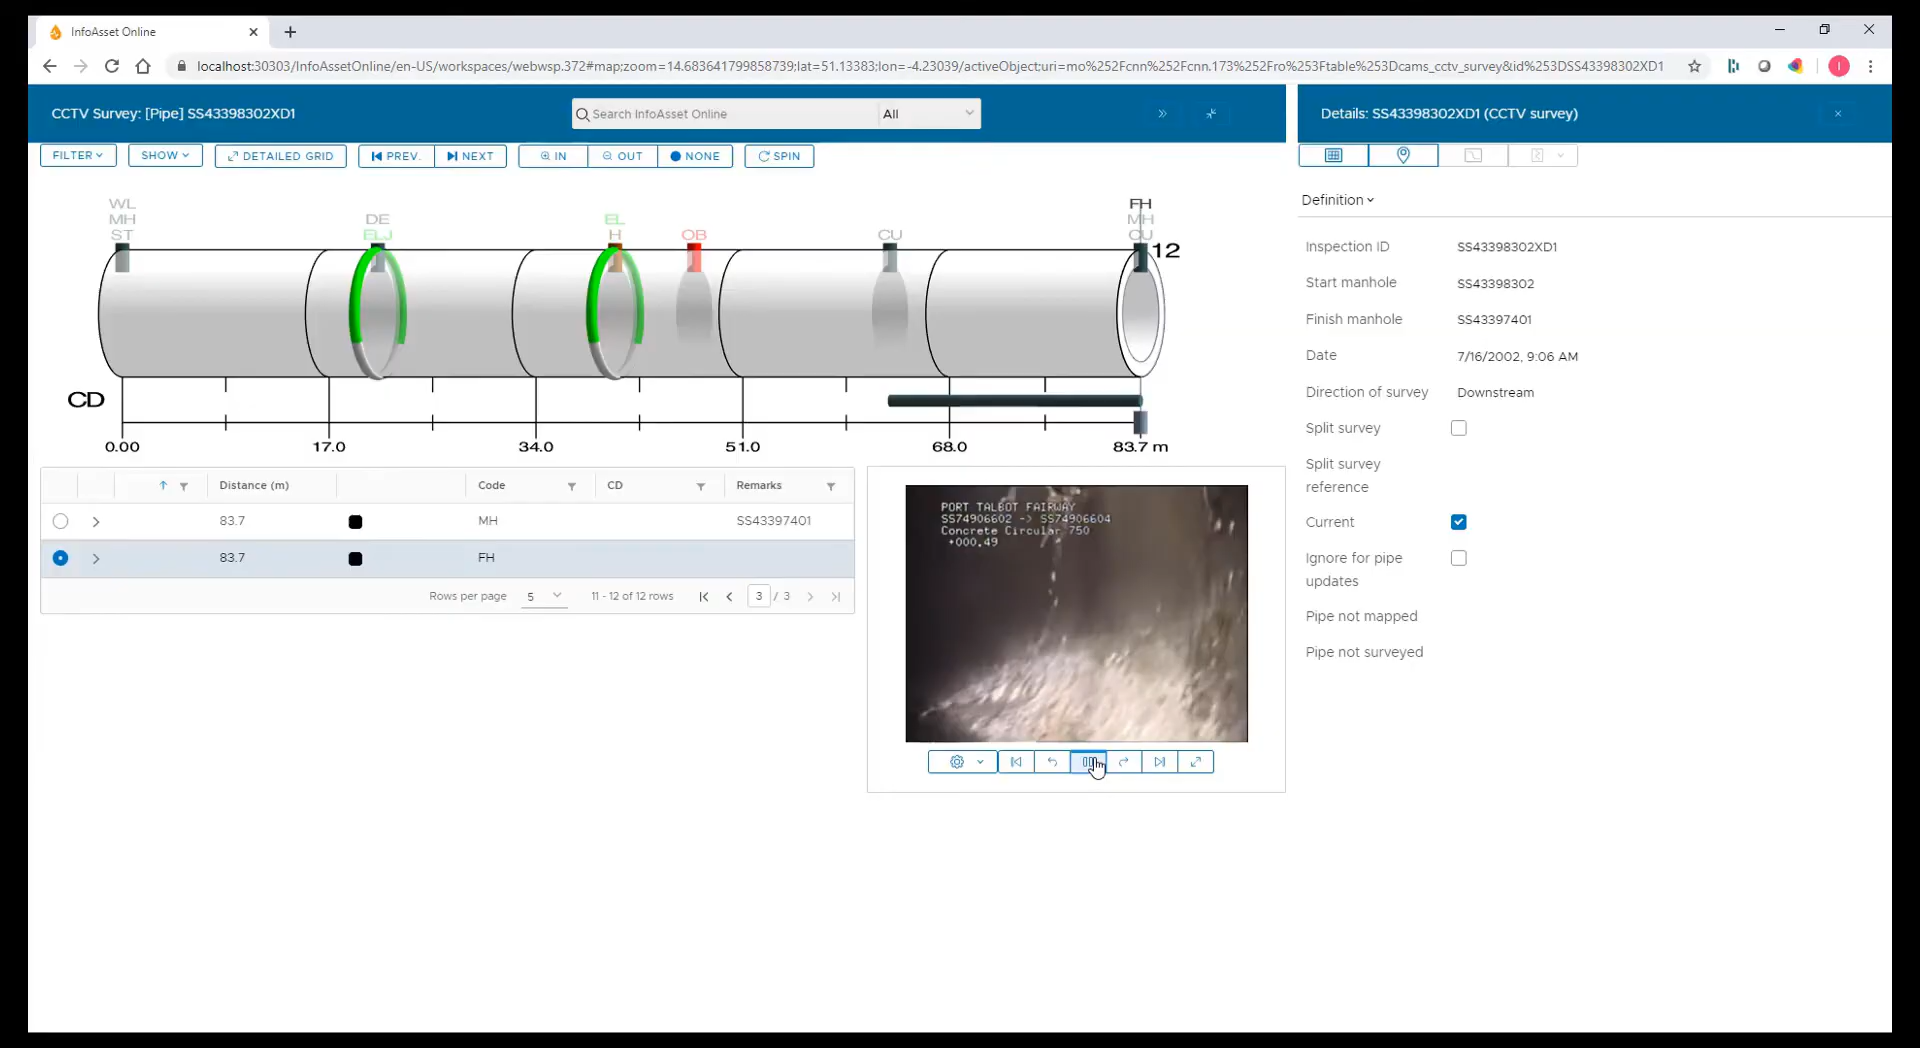 InfoAsset Online
localhost:30303/InfoAssetOnline/en-US/workspaces/webwsp.372#map;zoom=14.683641799858739;lat=51.13383;lon=-4.23039/activeObject;uri=mo%252Fcnn%252Fcnn.173%252Fro%253Ftable%253Dcams_cctv_survey&id%253DSS43398302XD1
I
CCTV Survey: [Pipe] SS43398302XD1
Search InfoAsset Online
All
Details: SS43398302XD1 (CCTV survey)
FILTER
SHOW
DETAILED GRID
PREV.
NEXT
IN
OUT
NONE
SPIN
Definition
WL
MH
ST
DE
ELJ
EL
H
OB
CU
FH
MH
CU
12
CD
0.00
17.0
34.0
51.0
68.0
83.7 m
Distance (m)
Code
CD
Remarks
83.7
MH
SS43397401
83.7
FH
Rows per page
5
11 - 12 of 12 rows
3 / 3
PORT TALBOT FAIRWAY
SS74906602 -> SS74906604
Concrete Circular 750
+000.49
Inspection ID
SS43398302XD1
Start manhole
SS43398302
Finish manhole
SS43397401
Date
7/16/2002, 9:06 AM
Direction of survey
Downstream
Split survey
Split survey
reference
Current
Ignore for pipe
updates
Pipe not mapped
Pipe not surveyed